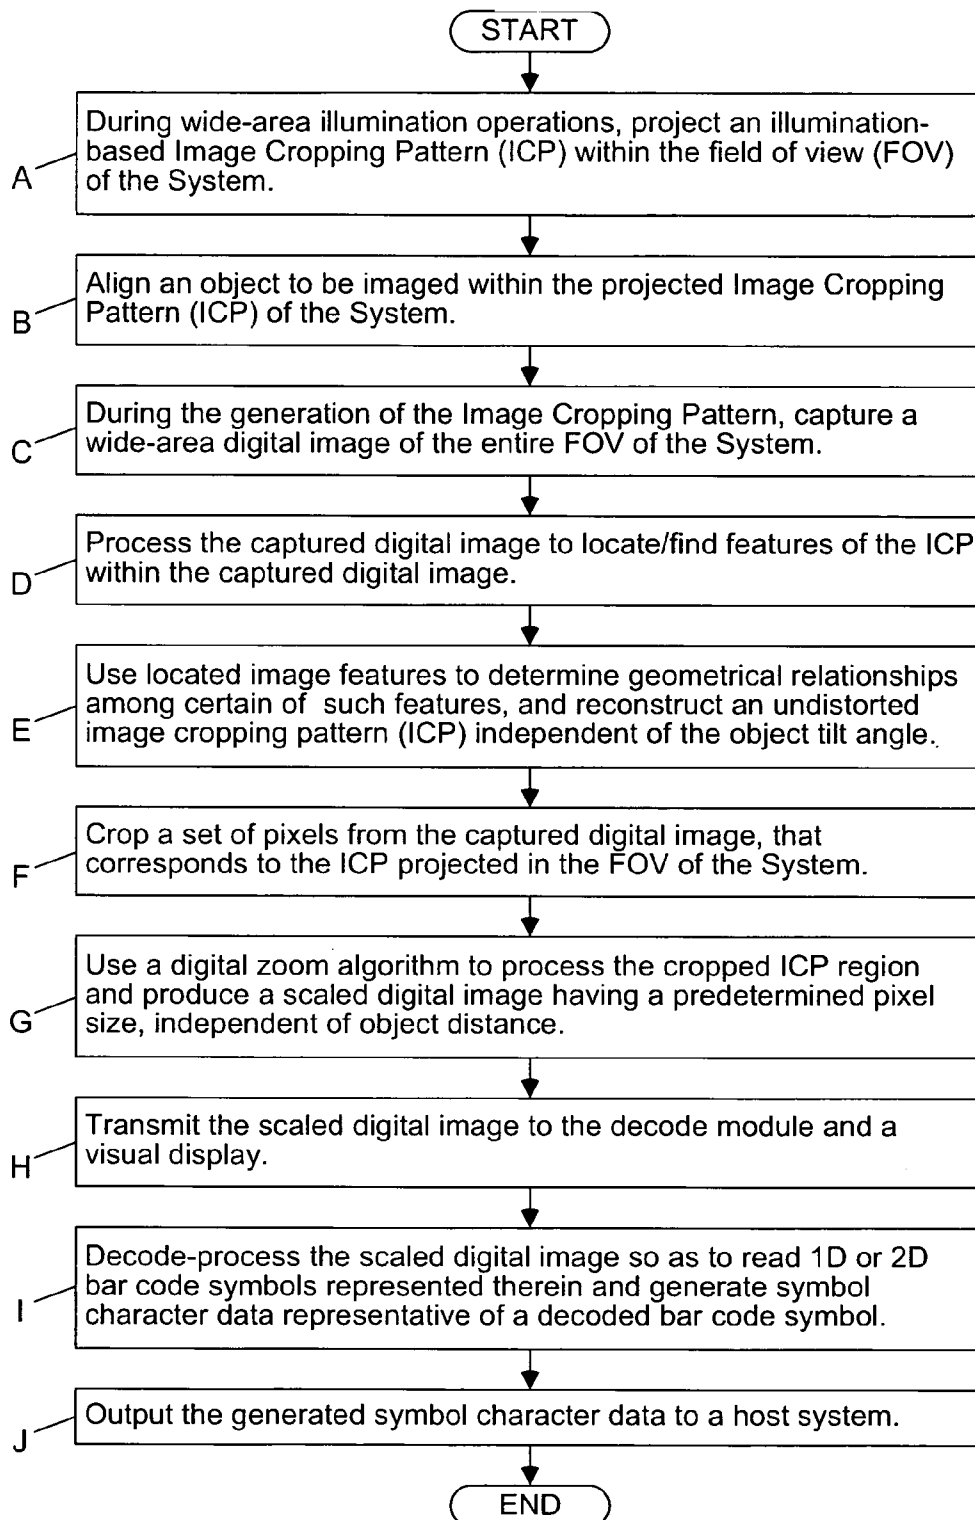 START
During wide-area illumination operations, project an illumination-
based Image Cropping Pattern (ICP) within the field of view (FOV)
of the System.
A
Align an object to be imaged within the projected Image Cropping
Pattern (ICP) of the System.
B
During the generation of the Image Cropping Pattern, capture a
wide-area digital image of the entire FOV of the System.
C
Process the captured digital image to locate/find features of the ICP
within the captured digital image.
D
Use located image features to determine geometrical relationships
among certain of such features, and reconstruct an undistorted
image cropping pattern (ICP) independent of the object tilt angle.
E
Crop a set of pixels from the captured digital image, that
corresponds to the ICP projected in the FOV of the System.
F
Use a digital zoom algorithm to process the cropped ICP region
and produce a scaled digital image having a predetermined pixel
size, independent of object distance.
G
Transmit the scaled digital image to the decode module and a
visual display.
H
Decode-process the scaled digital image so as to read 1D or 2D
bar code symbols represented therein and generate symbol
character data representative of a decoded bar code symbol.
I
Output the generated symbol character data to a host system.
J
END